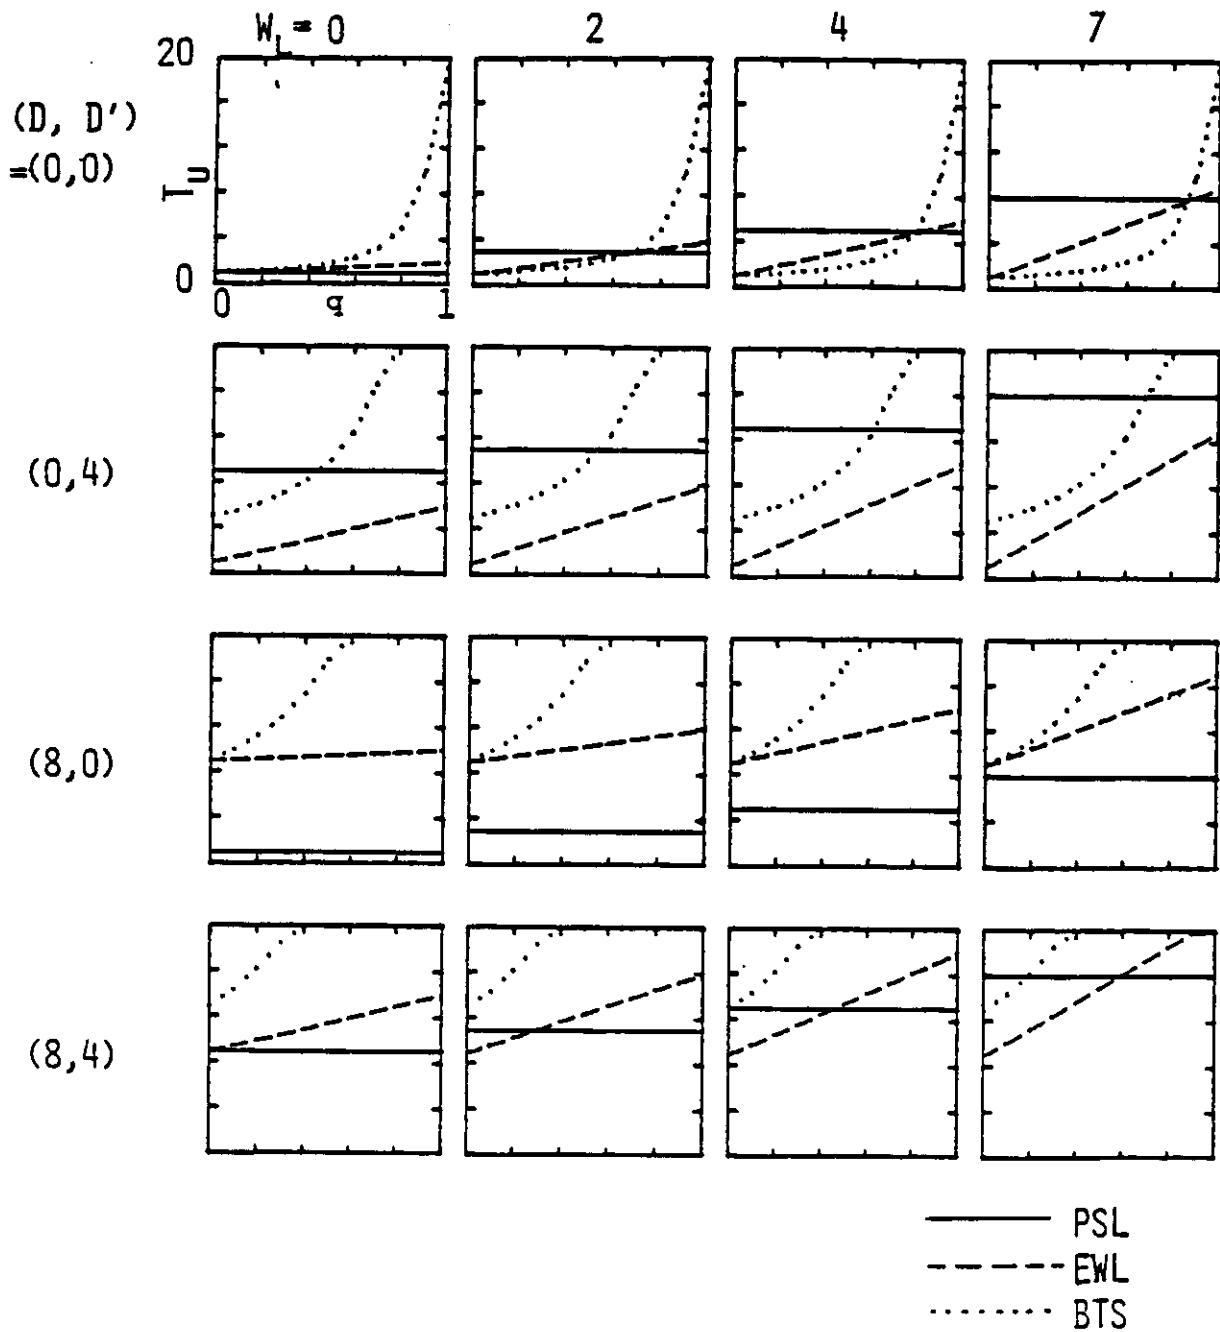 W_L = 0 2 4 7
20
(D, D')
=(0,0)
T_U
0
0 q 1
(0,4)
(8,0)
(8,4)
PSL
EWL
BTS